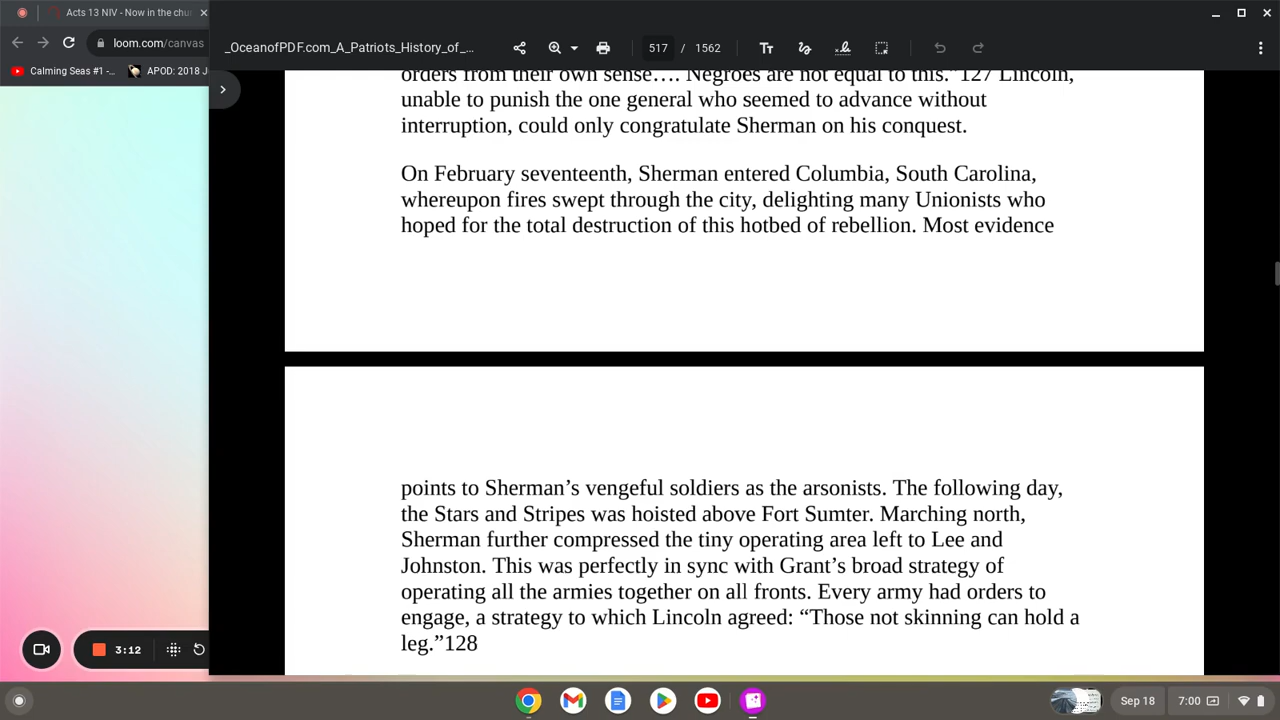 Acts 13 NIV - Now in the chu
loom.com/canvas
Calming Seas #1 -...
APOD: 2018 J
_OceanofPDF.com_A_Patriots_History_of_...
517 / 1562
orders from their own sense…. Negroes are not equal to this.”127 Lincoln,
unable to punish the one general who seemed to advance without
interruption, could only congratulate Sherman on his conquest.
On February seventeenth, Sherman entered Columbia, South Carolina,
whereupon fires swept through the city, delighting many Unionists who
hoped for the total destruction of this hotbed of rebellion. Most evidence
points to Sherman’s vengeful soldiers as the arsonists. The following day,
the Stars and Stripes was hoisted above Fort Sumter. Marching north,
Sherman further compressed the tiny operating area left to Lee and
Johnston. This was perfectly in sync with Grant’s broad strategy of
operating all the armies together on all fronts. Every army had orders to
engage, a strategy to which Lincoln agreed: “Those not skinning can hold a
leg.”128
3:12
Sep 18
7:00